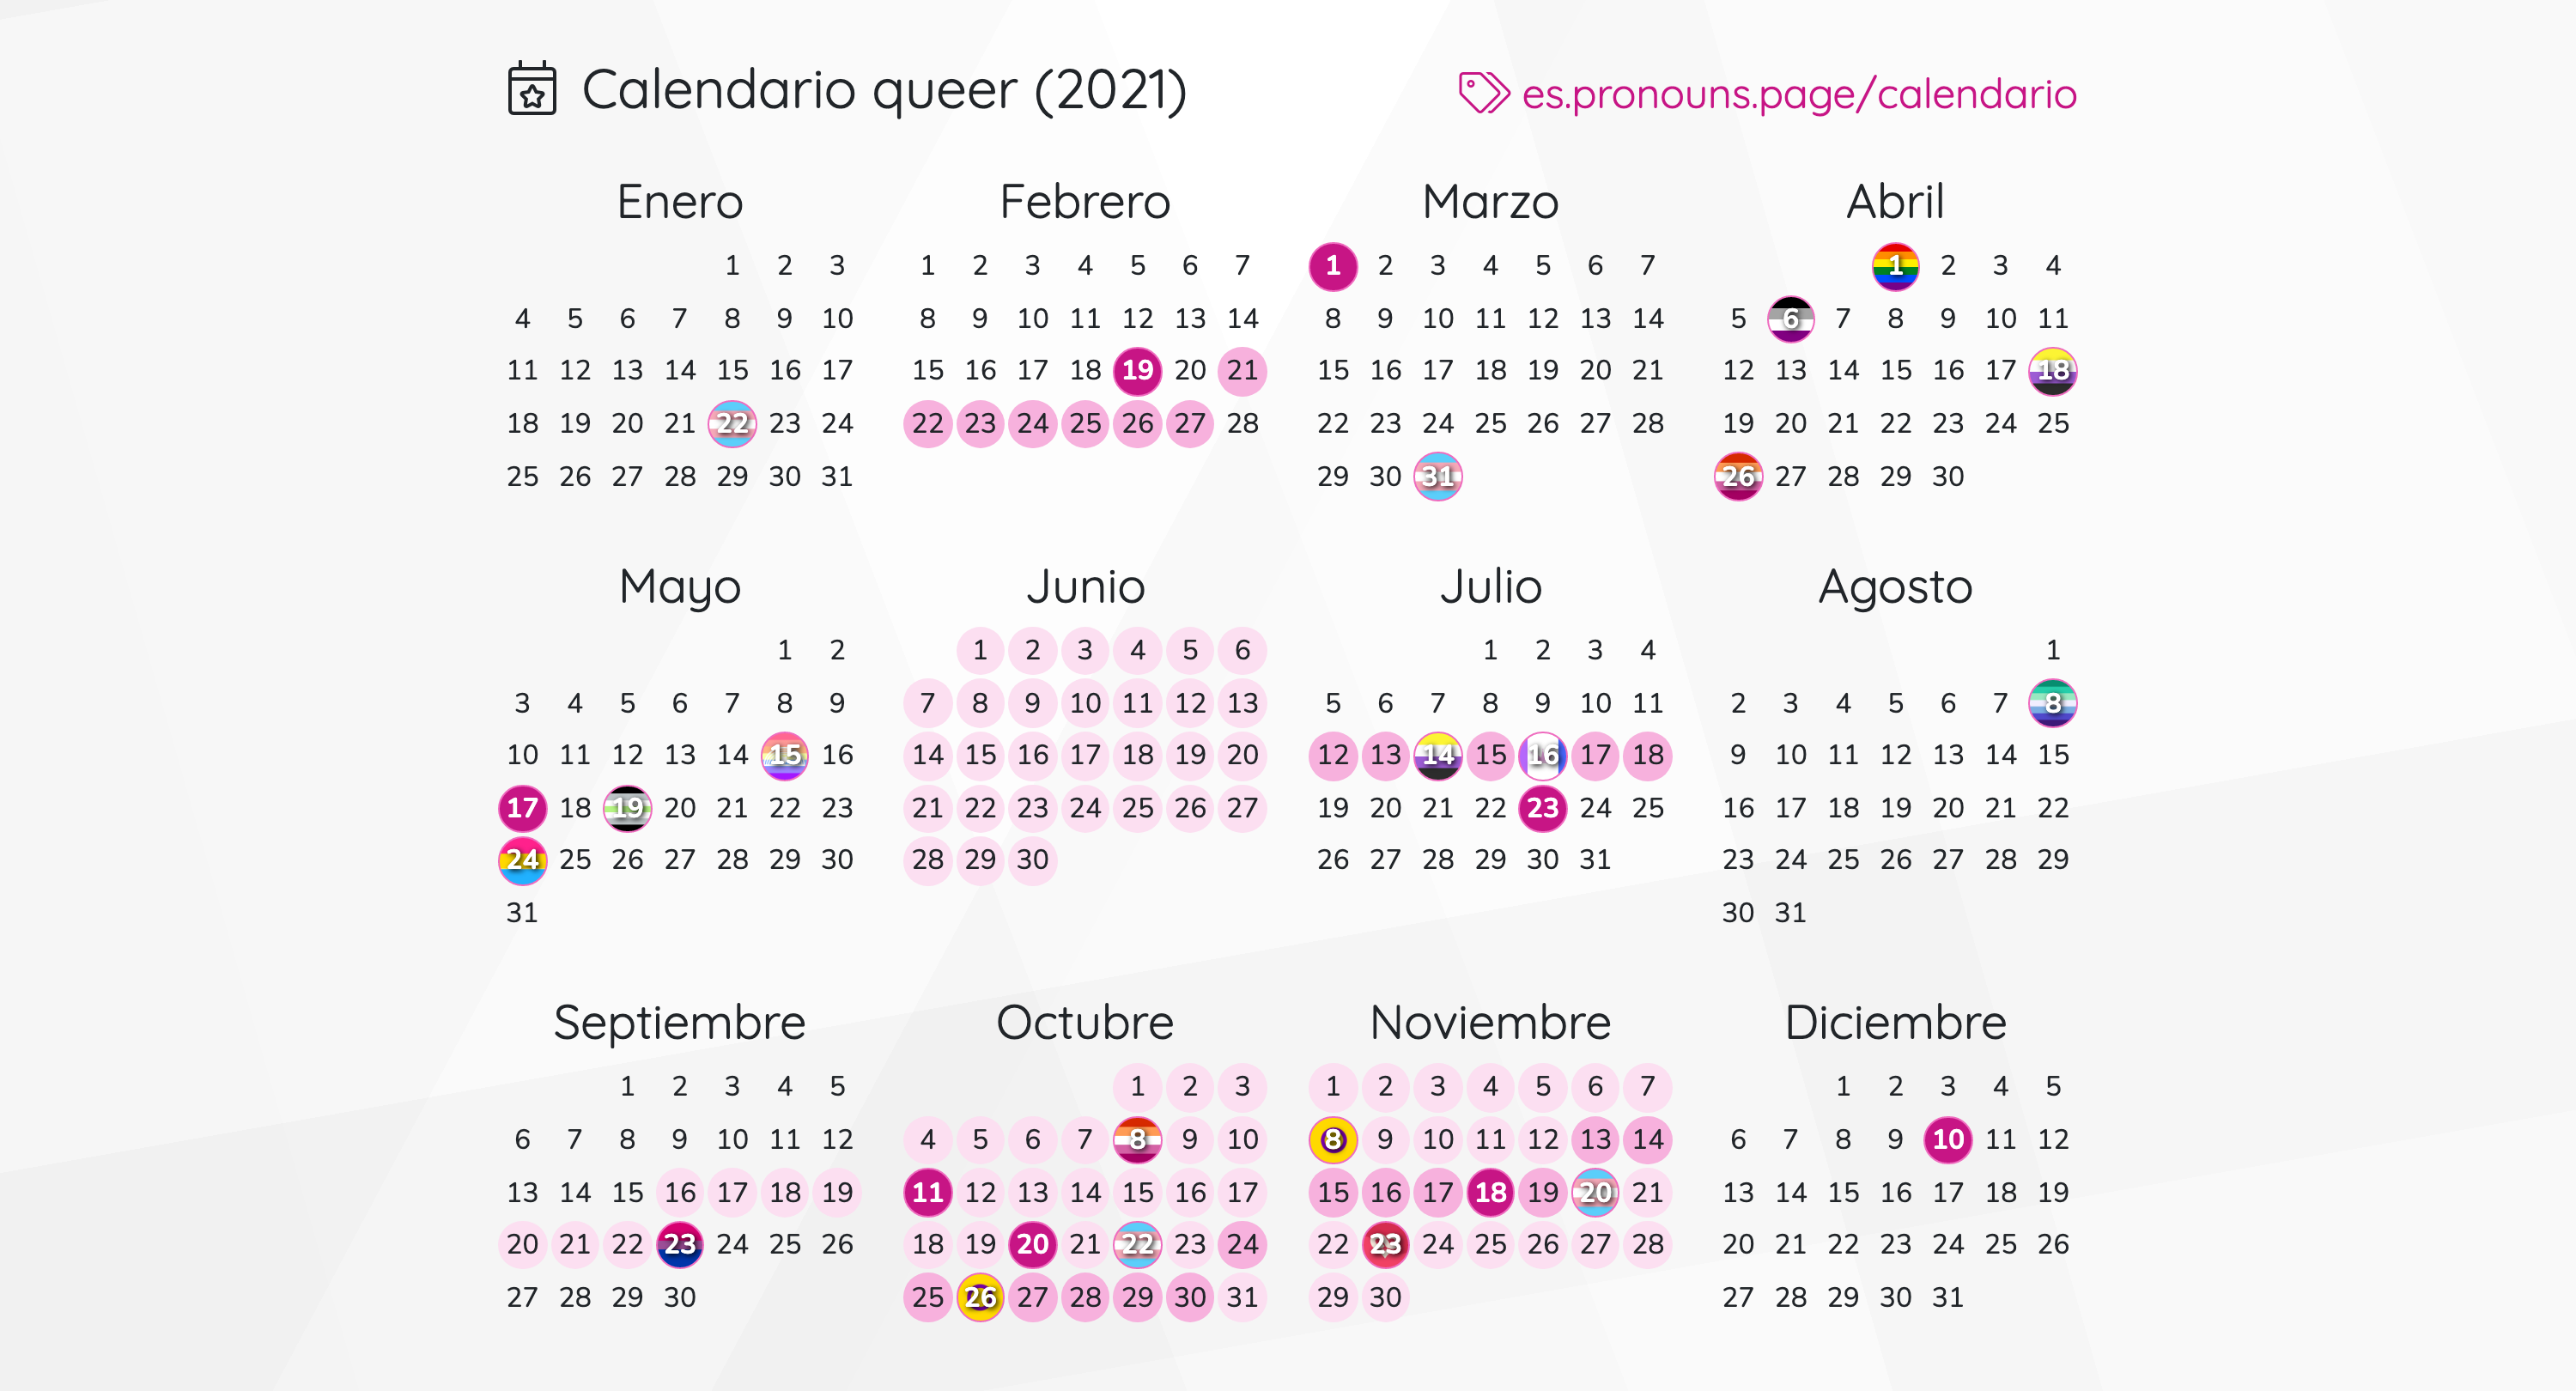 Calendario queer (2021)
es.pronouns.page/calendario
Enero
1 2 3
4 5 6 7 8 9 10
11 12 13 14 15 16 17
18 19 20 21 22 23 24
25 26 27 28 29 30 31
Febrero
1 2 3 4 5 6 7
8 9 10 11 12 13 14
15 16 17 18 19 20 21
22 23 24 25 26 27 28
Marzo
1 2 3 4 5 6 7
8 9 10 11 12 13 14
15 16 17 18 19 20 21
22 23 24 25 26 27 28
29 30 31
Abril
1 2 3 4
5 6 7 8 9 10 11
12 13 14 15 16 17 18
19 20 21 22 23 24 25
26 27 28 29 30
Mayo
1 2
3 4 5 6 7 8 9
10 11 12 13 14 15 16
17 18 19 20 21 22 23
24 25 26 27 28 29 30
31
Junio
1 2 3 4 5 6
7 8 9 10 11 12 13
14 15 16 17 18 19 20
21 22 23 24 25 26 27
28 29 30
Julio
1 2 3 4
5 6 7 8 9 10 11
12 13 14 15 16 17 18
19 20 21 22 23 24 25
26 27 28 29 30 31
Agosto
1
2 3 4 5 6 7 8
9 10 11 12 13 14 15
16 17 18 19 20 21 22
23 24 25 26 27 28 29
30 31
Septiembre
1 2 3 4 5
6 7 8 9 10 11 12
13 14 15 16 17 18 19
20 21 22 23 24 25 26
27 28 29 30
Octubre
1 2 3
4 5 6 7 8 9 10
11 12 13 14 15 16 17
18 19 20 21 22 23 24
25 26 27 28 29 30 31
Noviembre
1 2 3 4 5 6 7
8 9 10 11 12 13 14
15 16 17 18 19 20 21
22 23 24 25 26 27 28
29 30
Diciembre
1 2 3 4 5
6 7 8 9 10 11 12
13 14 15 16 17 18 19
20 21 22 23 24 25 26
27 28 29 30 31